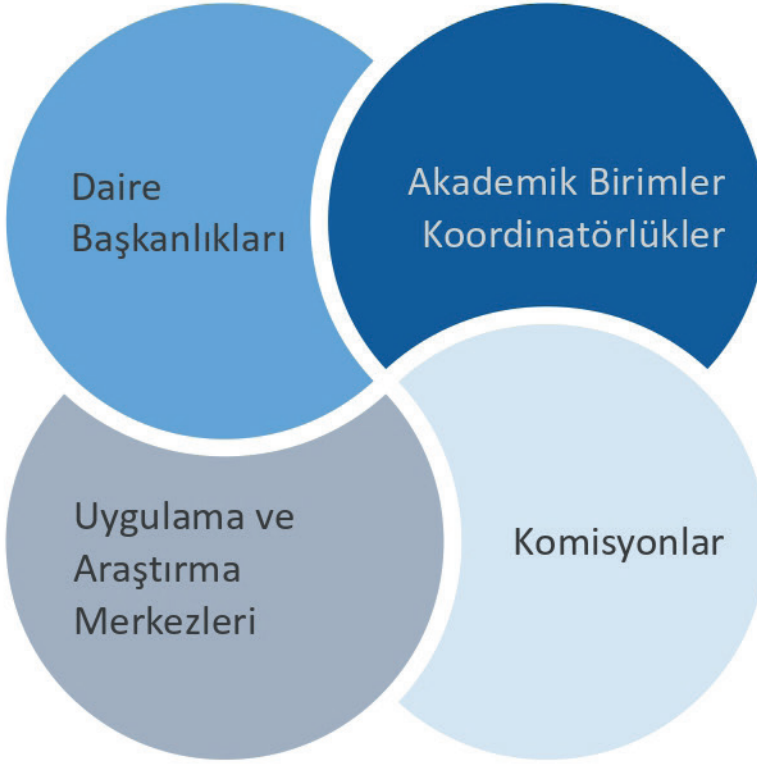 Daire
Başkanlıkları
Akademik Birimler
Koordinatörlükler
Uygulama ve
Araştırma
Merkezleri
Komisyonlar